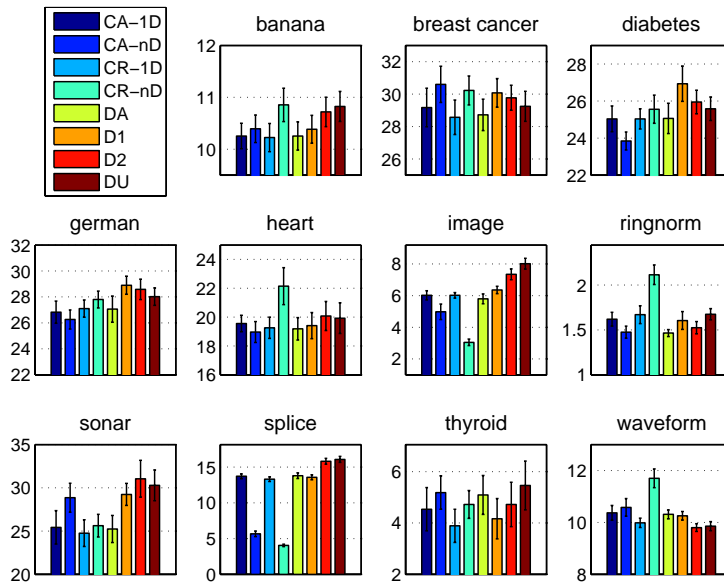 CA−1D
CA−nD
CR−1D
CR−nD
DA
D1
D2
DU
banana
12
11
10
breast cancer
32
30
28
26
diabetes
28
26
24
22
german
32
30
28
26
24
22
heart
24
22
20
18
16
image
8
6
4
2
ringnorm
2
1.5
1
sonar
35
30
25
20
splice
15
10
5
0
thyroid
6
4
2
waveform
12
10
8